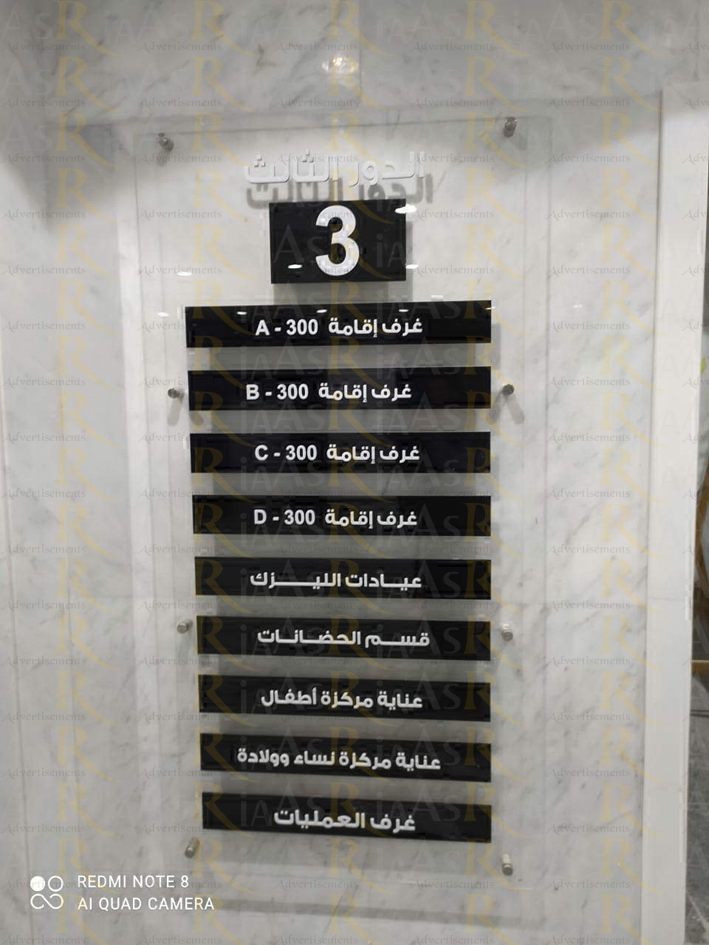 الدور الثالث
3
غرف إقامة 300 - A
غرف إقامة 300 - B
غرف إقامة 300 - C
غرف إقامة 300 - D
عيادات الليزك
قسم الحضانات
عناية مركزة أطفال
عناية مركزة نساء وولادة
غرف العمليات
REDMI NOTE 8
AI QUAD CAMERA